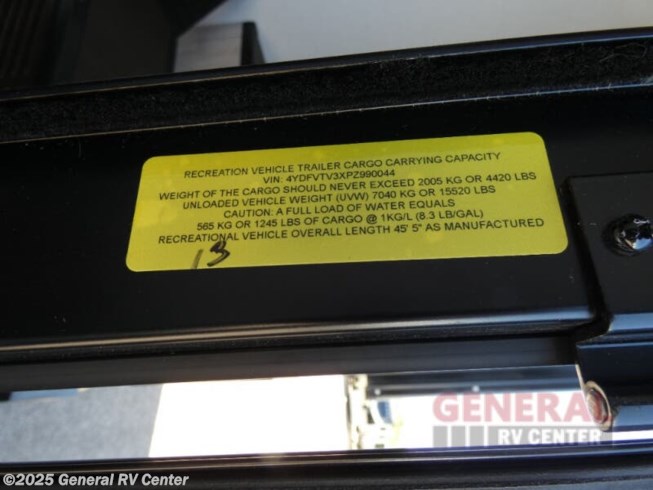 RECREATION VEHICLE TRAILER CARGO CARRYING CAPACITY
VIN: 4YDFVTV3XPZ990044
WEIGHT OF THE CARGO SHOULD NEVER EXCEED 2005 KG OR 4420 LBS
UNLOADED VEHICLE WEIGHT (UVW) 7040 KG OR 15520 LBS
CAUTION: A FULL LOAD OF WATER EQUALS
565 KG OR 1245 LBS OF CARGO @ 1KG/L (8.3 LB/GAL)
RECREATIONAL VEHICLE OVERALL LENGTH 45' 5" AS MANUFACTURED
13
GENERAL
RV CENTER
©2025 General RV Center